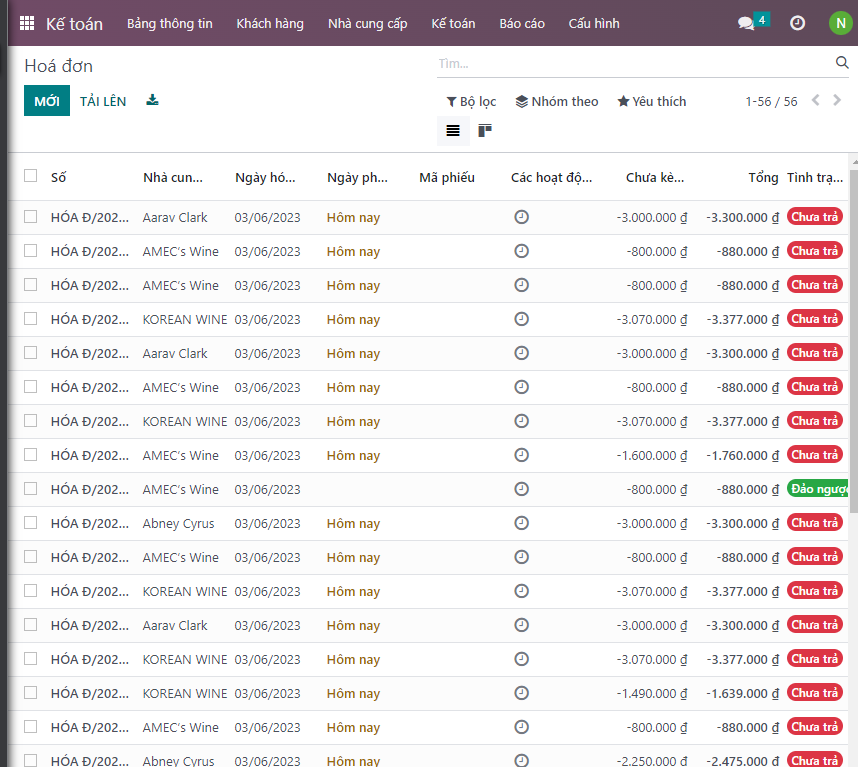 Kế toán Bảng thông tin Khách hàng Nhà cung cấp Kế toán Báo cáo Cấu hình 4 N
Hoá đơn
Tìm...
MỚI TẢI LÊN
Bộ lọc Nhóm theo Yêu thích 1-56 / 56
Số Nhà cun... Ngày hó... Ngày ph... Mã phiếu Các hoạt độ... Chưa kè... Tổng Tình trạ...
HÓA Đ/202... Aarav Clark 03/06/2023 Hôm nay -3.000.000 ₫ -3.300.000 ₫ Chưa trả
HÓA Đ/202... AMEC's Wine 03/06/2023 Hôm nay -800.000 ₫ -880.000 ₫ Chưa trả
HÓA Đ/202... AMEC's Wine 03/06/2023 Hôm nay -800.000 ₫ -880.000 ₫ Chưa trả
HÓA Đ/202... KOREAN WINE 03/06/2023 Hôm nay -3.070.000 ₫ -3.377.000 ₫ Chưa trả
HÓA Đ/202... Aarav Clark 03/06/2023 Hôm nay -3.000.000 ₫ -3.300.000 ₫ Chưa trả
HÓA Đ/202... AMEC's Wine 03/06/2023 Hôm nay -800.000 ₫ -880.000 ₫ Chưa trả
HÓA Đ/202... KOREAN WINE 03/06/2023 Hôm nay -3.070.000 ₫ -3.377.000 ₫ Chưa trả
HÓA Đ/202... AMEC's Wine 03/06/2023 Hôm nay -1.600.000 ₫ -1.760.000 ₫ Chưa trả
HÓA Đ/202... AMEC's Wine 03/06/2023 -800.000 ₫ -880.000 ₫ Đảo ngược
HÓA Đ/202... Abney Cyrus 03/06/2023 Hôm nay -3.000.000 ₫ -3.300.000 ₫ Chưa trả
HÓA Đ/202... AMEC's Wine 03/06/2023 Hôm nay -800.000 ₫ -880.000 ₫ Chưa trả
HÓA Đ/202... KOREAN WINE 03/06/2023 Hôm nay -3.070.000 ₫ -3.377.000 ₫ Chưa trả
HÓA Đ/202... Aarav Clark 03/06/2023 Hôm nay -3.000.000 ₫ -3.300.000 ₫ Chưa trả
HÓA Đ/202... KOREAN WINE 03/06/2023 Hôm nay -3.070.000 ₫ -3.377.000 ₫ Chưa trả
HÓA Đ/202... KOREAN WINE 03/06/2023 Hôm nay -1.490.000 ₫ -1.639.000 ₫ Chưa trả
HÓA Đ/202... AMEC's Wine 03/06/2023 Hôm nay -800.000 ₫ -880.000 ₫ Chưa trả
HÓA Đ/202... Abney Cyrus 03/06/2023 Hôm nay -2.250.000 ₫ -2.475.000 ₫ Chưa trả